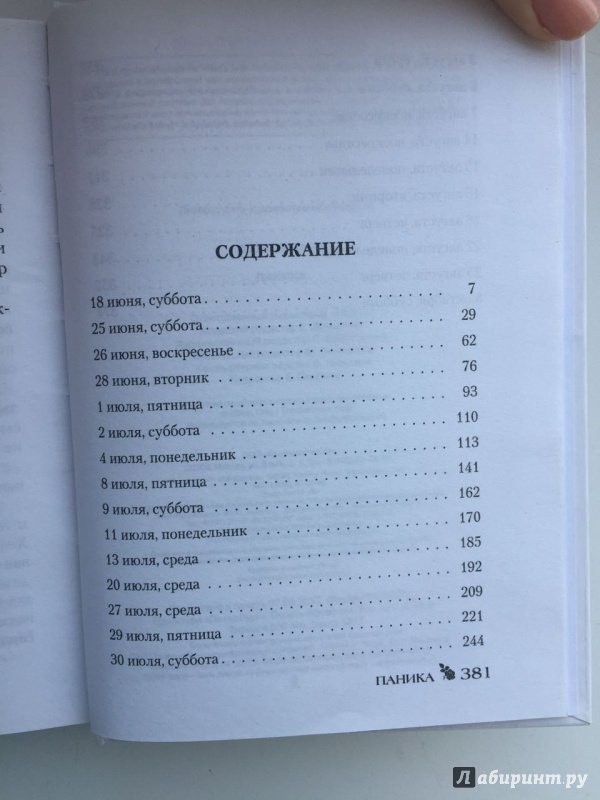 СОДЕРЖАНИЕ
18 июня, суббота . . . . . . . . . . . . . . . . . . . . . . . . 7
25 июня, суббота . . . . . . . . . . . . . . . . . . . . . . . . 29
26 июня, воскресенье . . . . . . . . . . . . . . . . . . . . . 62
28 июня, вторник . . . . . . . . . . . . . . . . . . . . . . . 76
1 июля, пятница . . . . . . . . . . . . . . . . . . . . . . . . 93
2 июля, суббота . . . . . . . . . . . . . . . . . . . . . . . . 110
4 июля, понедельник . . . . . . . . . . . . . . . . . . . . . 113
8 июля, пятница . . . . . . . . . . . . . . . . . . . . . . . . 141
9 июля, суббота . . . . . . . . . . . . . . . . . . . . . . . . 162
11 июля, понедельник . . . . . . . . . . . . . . . . . . . . 170
13 июля, среда . . . . . . . . . . . . . . . . . . . . . . . . 185
20 июля, среда . . . . . . . . . . . . . . . . . . . . . . . . 192
27 июля, среда . . . . . . . . . . . . . . . . . . . . . . . . 209
29 июля, пятница . . . . . . . . . . . . . . . . . . . . . . 221
30 июля, суббота . . . . . . . . . . . . . . . . . . . . . . . 244
ПАНИКА 381
Лабиринт.ру